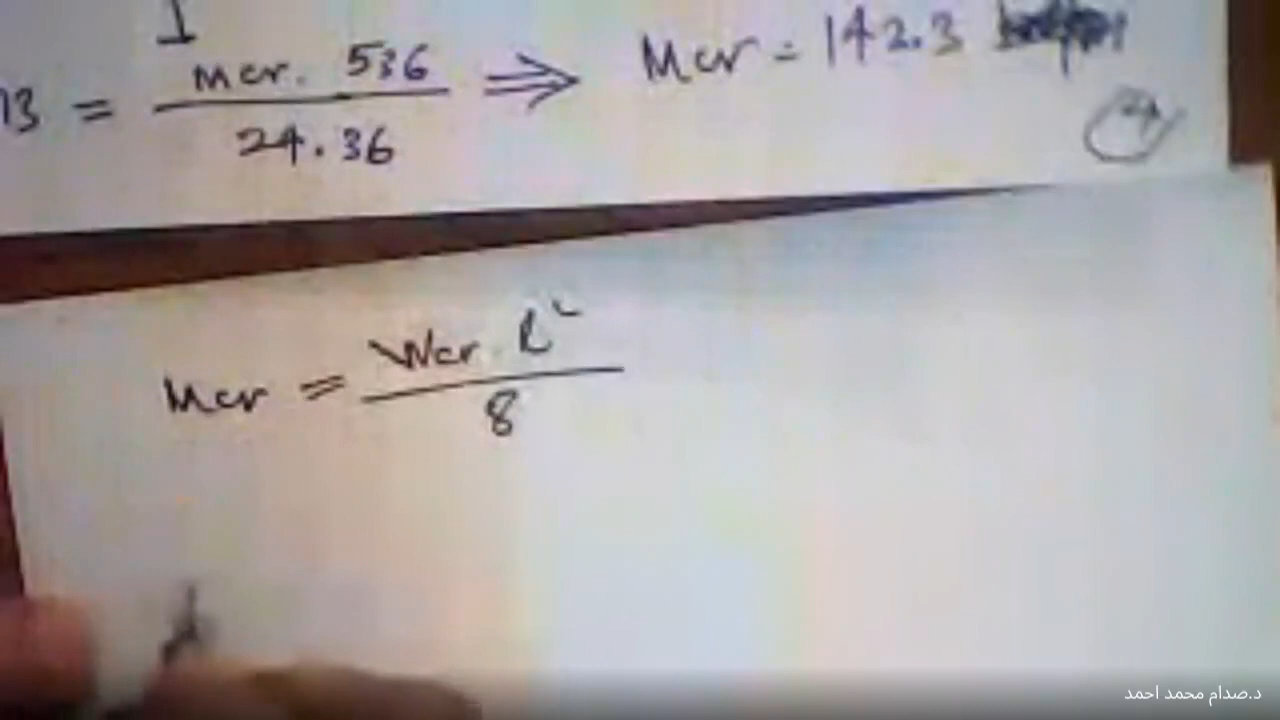 I
13 = Mcr. 536 / 24.36 ⇒ Mcr = 142.3
Mcr = Wcr. L² / 8
د.صدام محمد احمد